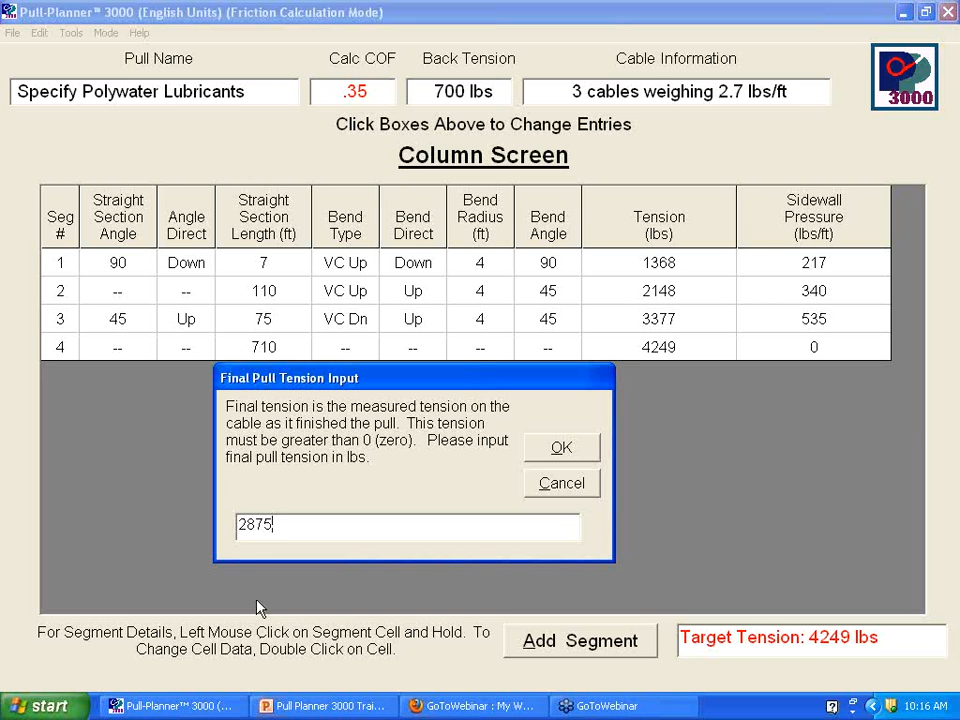 Pull-Planner™ 3000 (English Units) (Friction Calculation Mode)
File Edit Tools Mode Help
Pull Name Calc COF Back Tension Cable Information
Specify Polywater Lubricants .35 700 lbs 3 cables weighing 2.7 lbs/ft
3000
Click Boxes Above to Change Entries
Column Screen
Seg # Straight Section Angle Angle Direct Straight Section Length (ft) Bend Type Bend Direct Bend Radius (ft) Bend Angle Tension (lbs) Sidewall Pressure (lbs/ft)
1 90 Down 7 VC Up Down 4 90 1368 217
2 -- -- 110 VC Up Up 4 45 2148 340
3 45 Up 75 VC Dn Up 4 45 3377 535
4 -- -- 710 -- -- -- -- 4249 0
Final Pull Tension Input
Final tension is the measured tension on the
cable as it finished the pull. This tension
must be greater than 0 (zero). Please input
final pull tension in lbs.
OK
Cancel
2875
For Segment Details, Left Mouse Click on Segment Cell and Hold. To
Change Cell Data, Double Click on Cell.
Add Segment
Target Tension: 4249 lbs
start Pull-Planner™ 3000 (... Pull Planner 3000 Trai... GoToWebinar : My W... GoToWebinar 10:16 AM